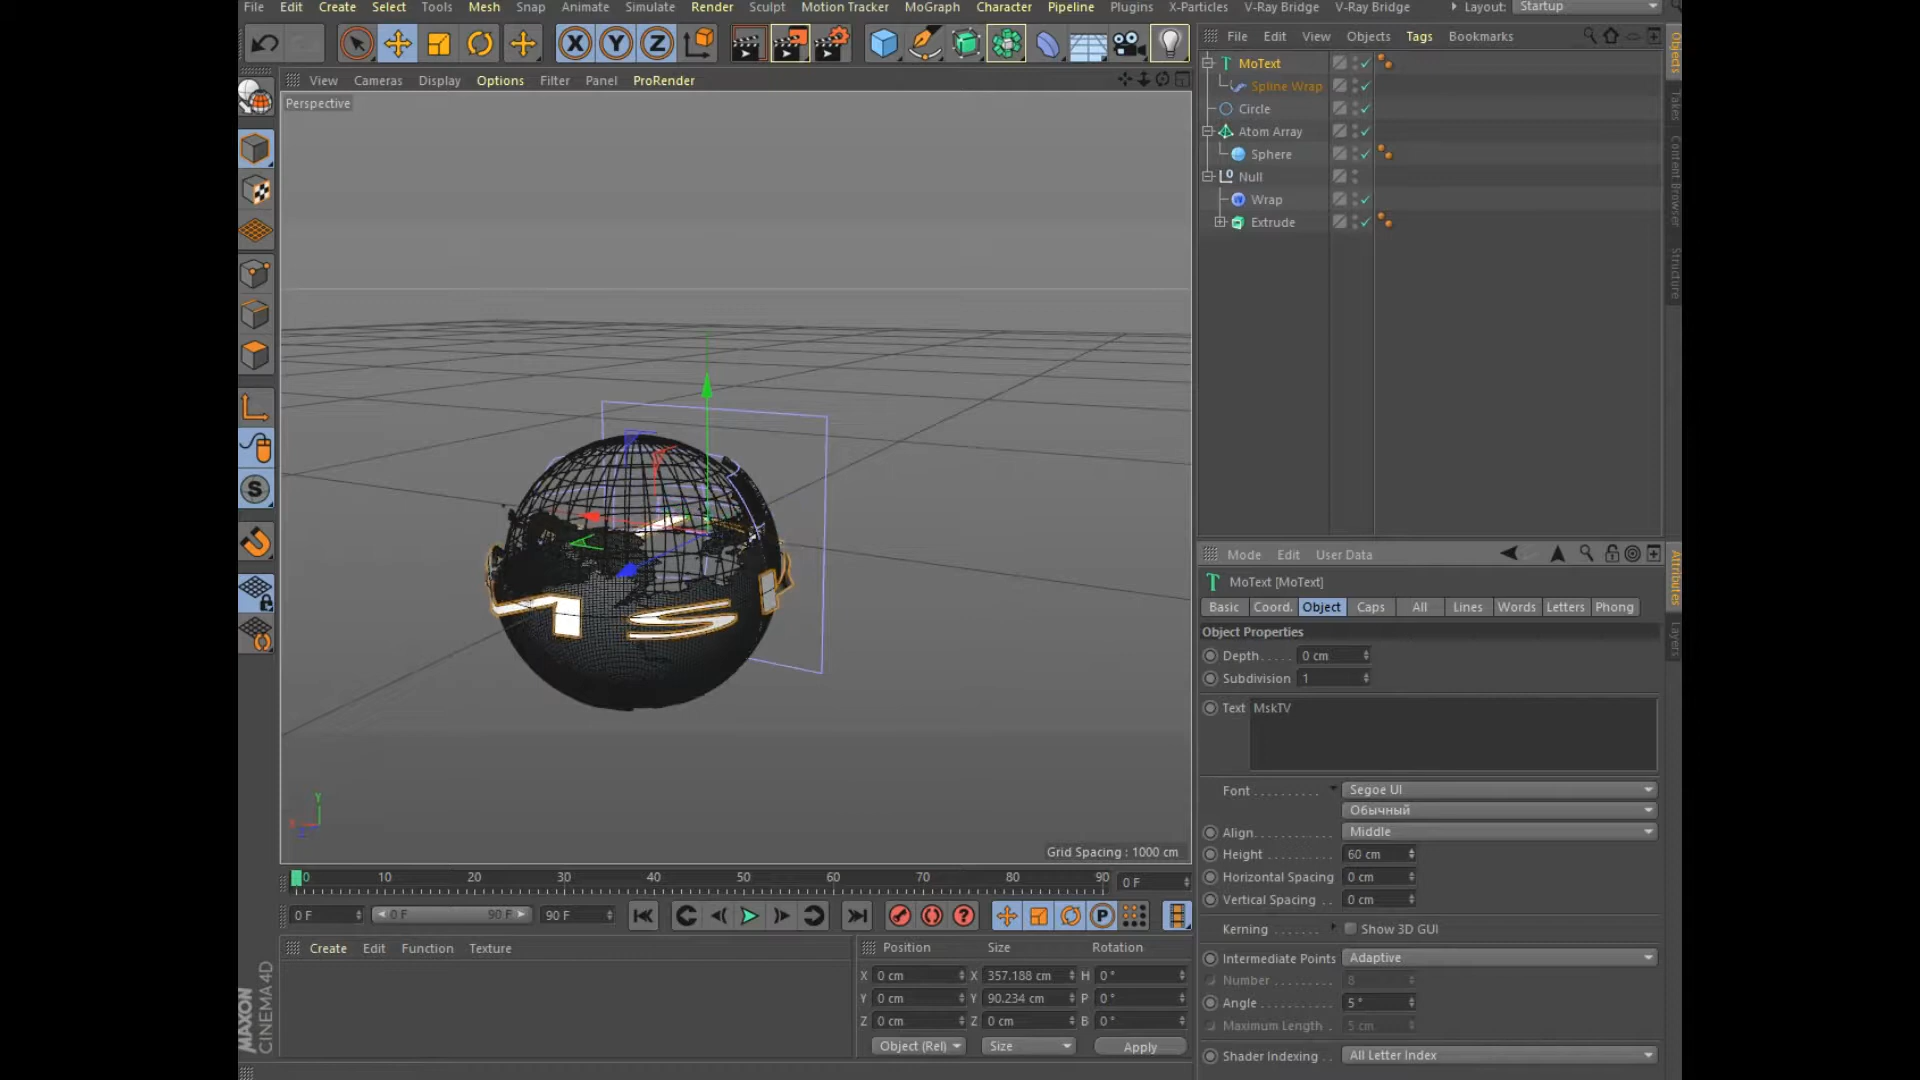 File Edit Create Select Tools Mesh Snap Animate Simulate Render Sculpt Motion Tracker MoGraph Character Pipeline Plugins X-Particles V-Ray Bridge V-Ray Bridge Layout: Startup
X Y Z
File Edit View Objects Tags Bookmarks
View Cameras Display Options Filter Panel ProRender
Perspective
MoText
Spline Wrap
Circle
Atom Array
Sphere
Null
Wrap
Extrude
Objects
Takes
Content Browser
Structure
Mode Edit User Data
MoText [MoText]
Basic Coord. Object Caps All Lines Words Letters Phong
Attributes
Layers
Object Properties
Depth 0 cm
Subdivision 1
Text MskTV
Font Segoe UI
Обычный
Align Middle
Height 60 cm
Horizontal Spacing 0 cm
Vertical Spacing 0 cm
Kerning Show 3D GUI
Intermediate Points Adaptive
Number 8
Angle 5 °
Maximum Length 5 cm
Shader Indexing All Letter Index
S
Y
X
Grid Spacing : 1000 cm
0 10 20 30 40 50 60 70 80 90 0 F
0 F 0 F 90 F 90 F
Create Edit Function Texture
Position Size Rotation
X 0 cm X 357.188 cm H 0 °
Y 0 cm Y 90.234 cm P 0 °
Z 0 cm Z 0 cm B 0 °
Object (Rel) Size Apply
MAXON
CINEMA 4D